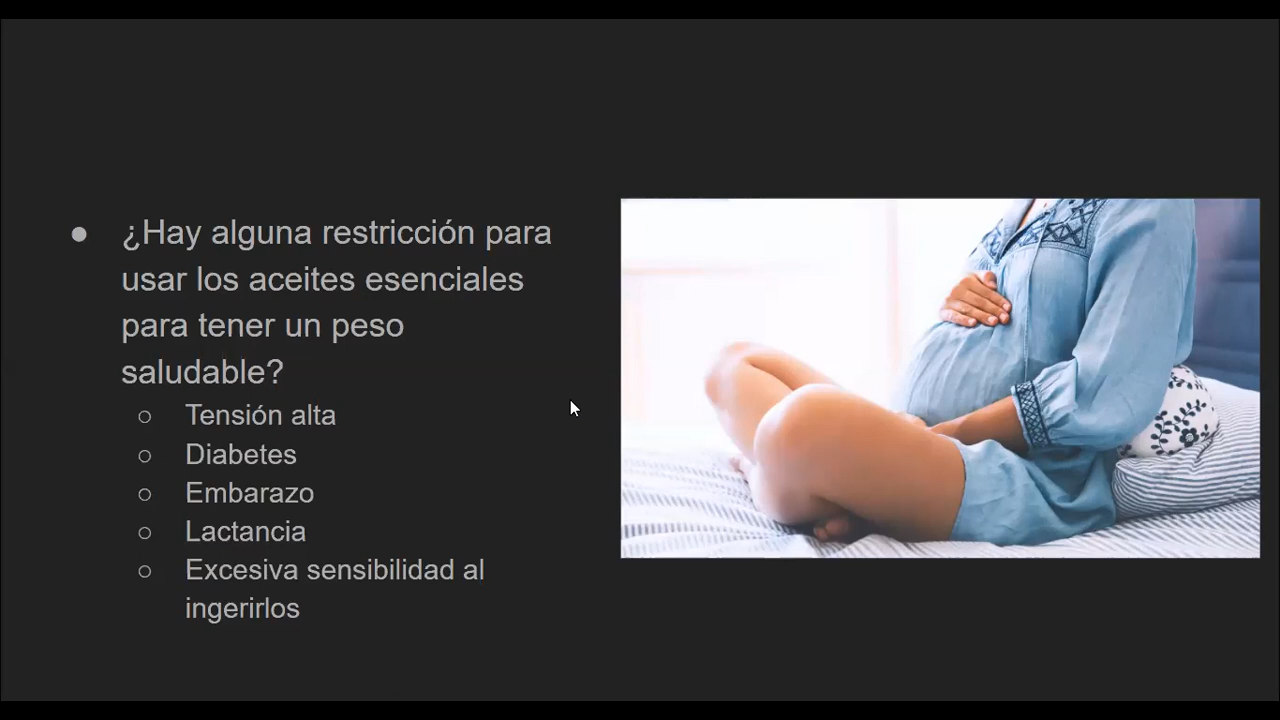 ● ¿Hay alguna restricción para
usar los aceites esenciales
para tener un peso
saludable?
○ Tensión alta
○ Diabetes
○ Embarazo
○ Lactancia
○ Excesiva sensibilidad al
ingerirlos